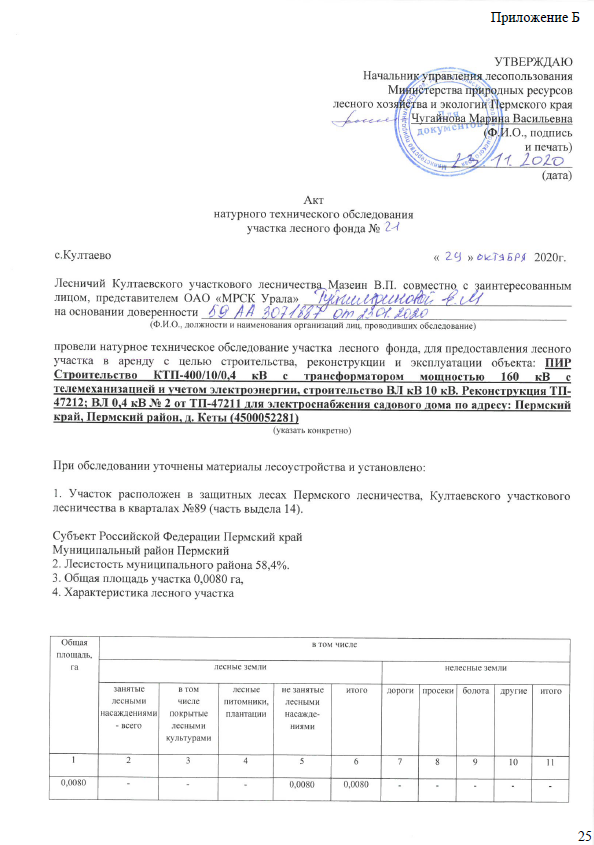 Приложение Б
УТВЕРЖДАЮ
Начальник управления лесопользования
Министерства природных ресурсов
лесного хозяйства и экологии Пермского края
Чугайнова Марина Васильевна
(Ф.И.О., подпись
и печать)
23.11.2020
(дата)
Для документов
Акт
натурного технического обследования
участка лесного фонда № 21
с.Култаево « 29 » октября 2020г.
Лесничий Култаевского участкового лесничества Мазеин В.П. совместно с заинтересованным
лицом, представителем ОАО «МРСК Урала» Е.М
на основании доверенности 59 АА 3071887 от 23.01.2020
(Ф.И.О., должности и наименования организаций лиц, проводивших обследование)
провели натурное техническое обследование участка лесного фонда, для предоставления лесного
участка в аренду с целью строительства, реконструкции и эксплуатации объекта: ПИР
Строительство КТП-400/10/0,4 кВ с трансформатором мощностью 160 кВ с
телемеханизацией и учетом электроэнергии, строительство ВЛ кВ 10 кВ. Реконструкция ТП-
47212; ВЛ 0,4 кВ № 2 от ТП-47211 для электроснабжения садового дома по адресу: Пермский
край, Пермский район, д. Кеты (4500052281)
(указать конкретно)
При обследовании уточнены материалы лесоустройства и установлено:
1. Участок расположен в защитных лесах Пермского лесничества, Култаевского участкового
лесничества в кварталах №89 (часть выдела 14).
Субъект Российской Федерации Пермский край
Муниципальный район Пермский
2. Лесистость муниципального района 58,4%.
3. Общая площадь участка 0,0080 га,
4. Характеристика лесного участка
Общая площадь, га в том числе
лесные земли нелесные земли
занятые лесными насаждениями - всего в том числе покрытые лесными культурами лесные питомники, плантации не занятые лесными насажде-ниями итого дороги просеки болота другие итого
1 2 3 4 5 6 7 8 9 10 11
0,0080 - - - 0,0080 0,0080 - - - - -
25